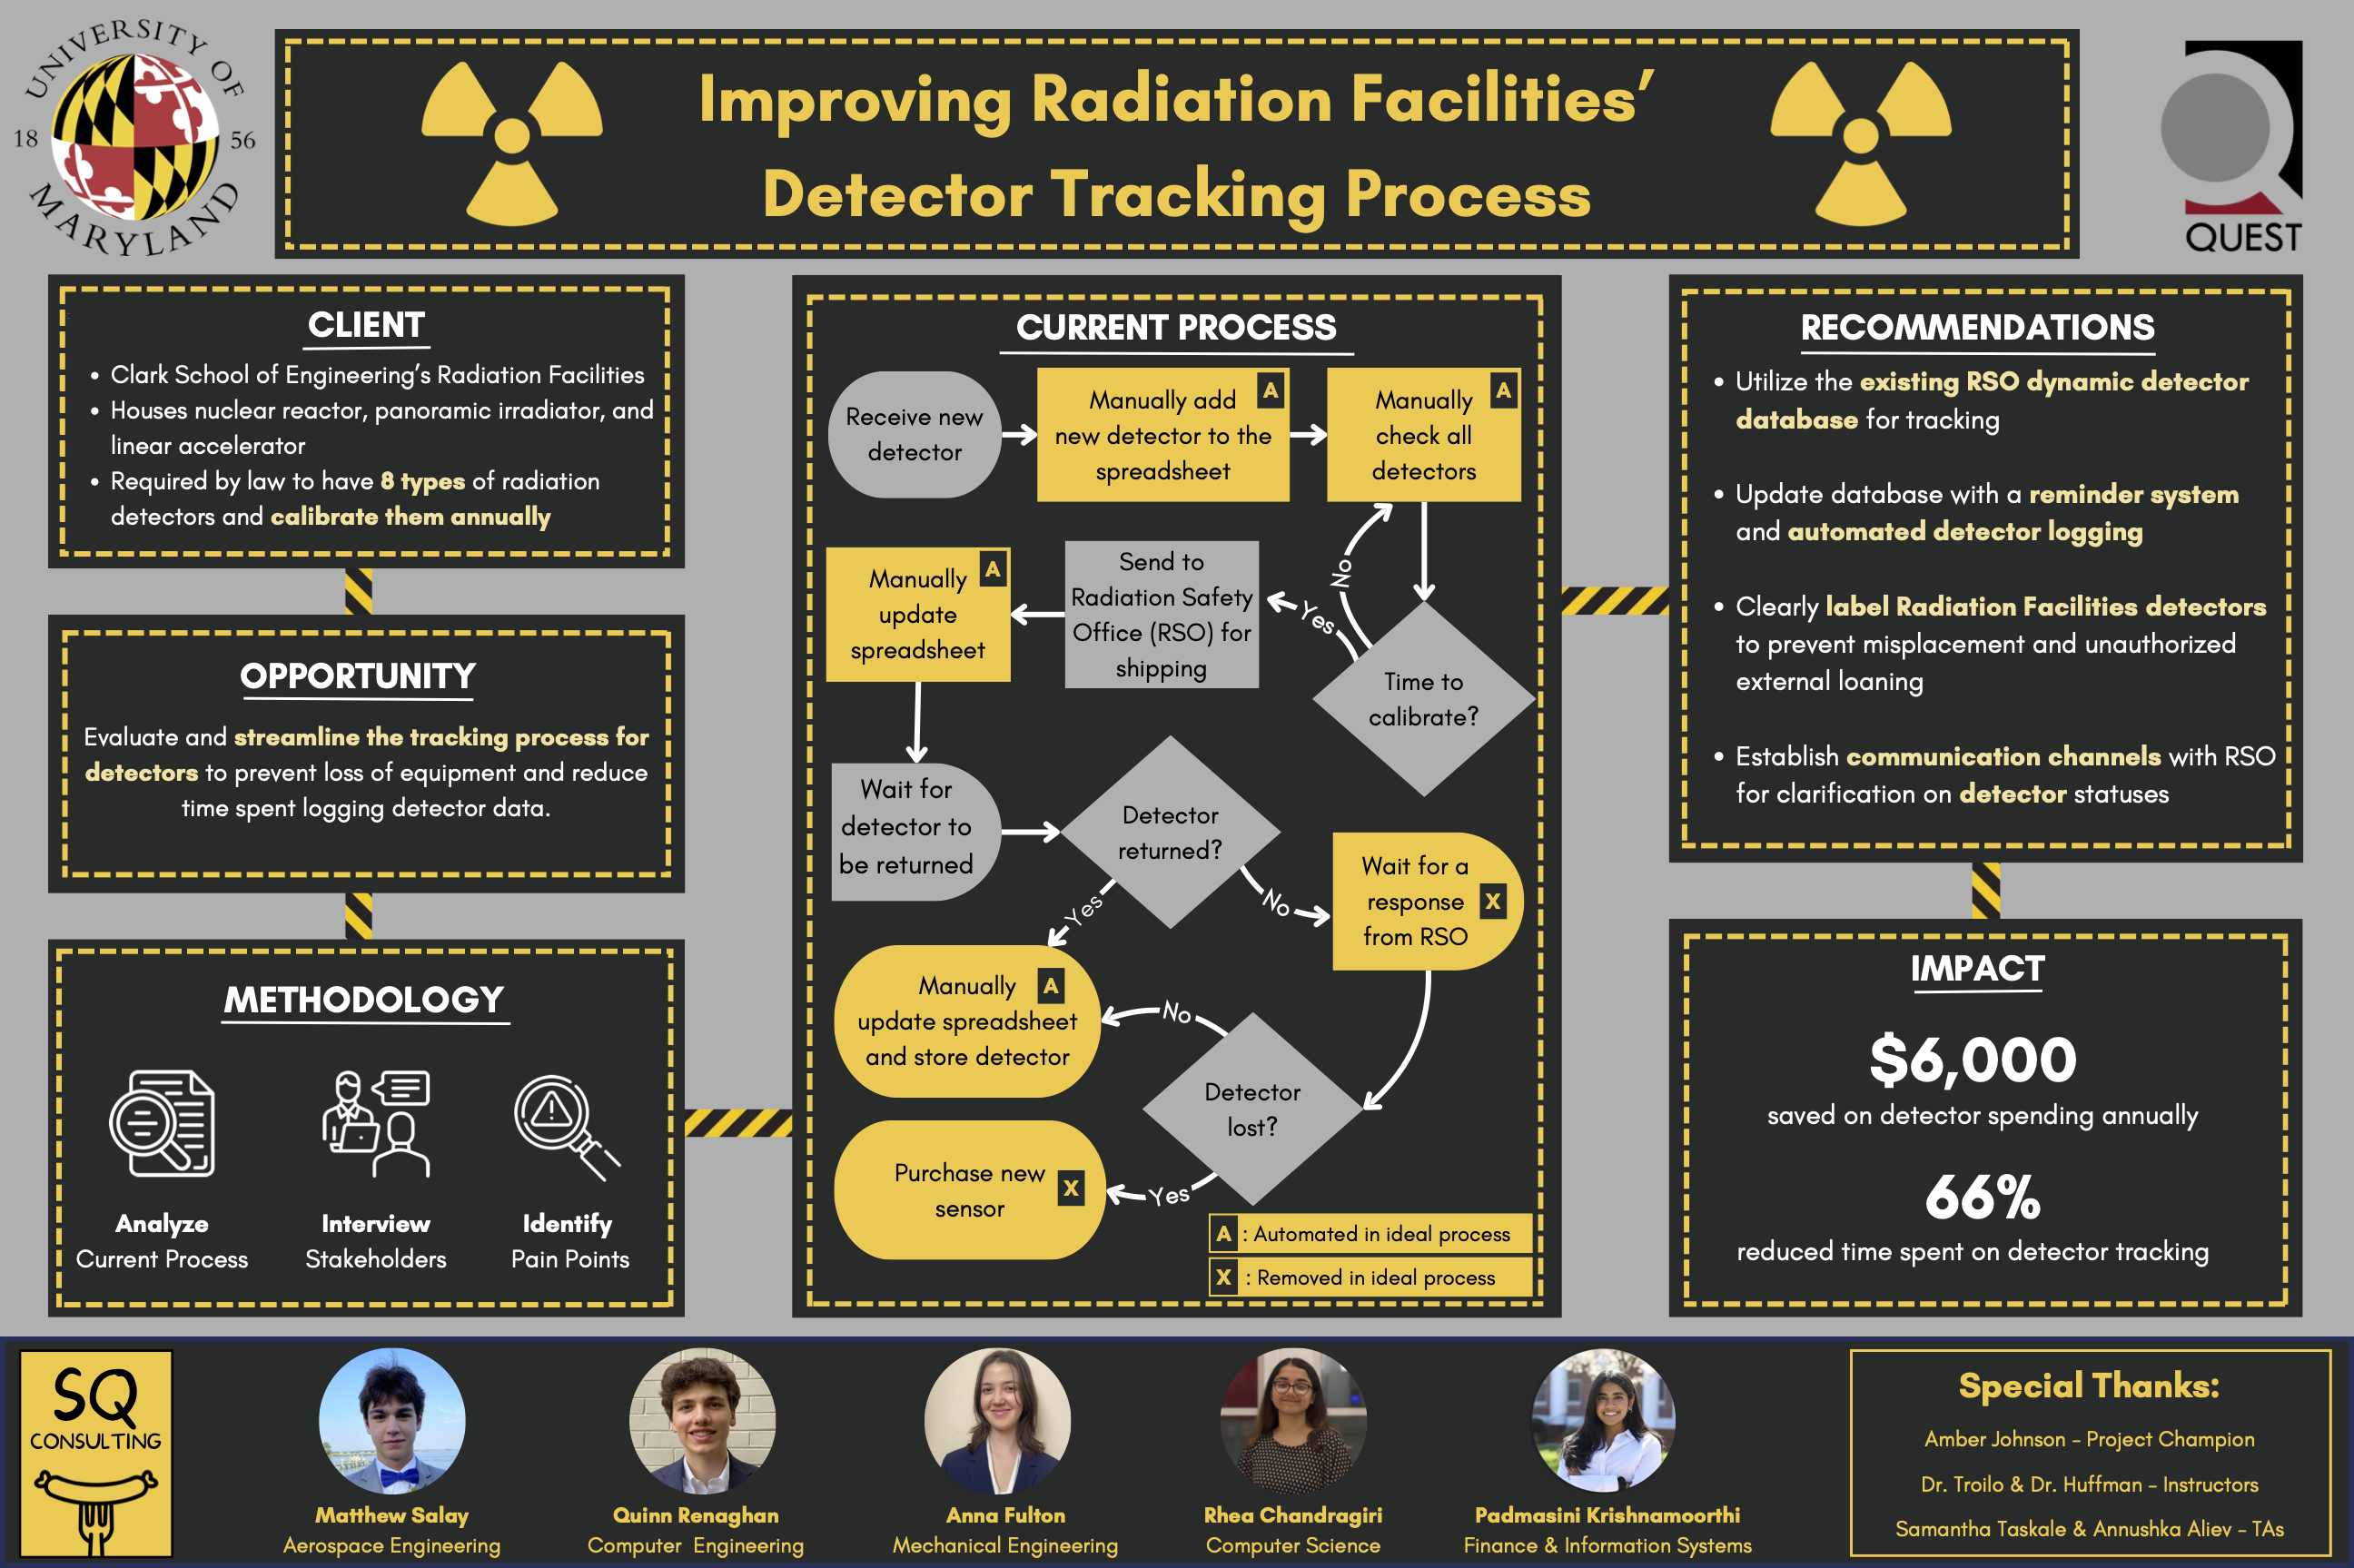 UNIVERSITY OF
18 56
MARYLAND
Improving Radiation Facilities’
Detector Tracking Process
QUEST
CLIENT
• Clark School of Engineering’s Radiation Facilities
• Houses nuclear reactor, panoramic irradiator, and
linear accelerator
• Required by law to have 8 types of radiation
detectors and calibrate them annually
OPPORTUNITY
Evaluate and streamline the tracking process for
detectors to prevent loss of equipment and reduce
time spent logging detector data.
METHODOLOGY
Analyze
Current Process
Interview
Stakeholders
Identify
Pain Points
CURRENT PROCESS
Receive new
detector
A
Manually add
new detector to the
spreadsheet
A
Manually
check all
detectors
Time to
calibrate?
No
Yes
Send to
Radiation Safety
Office (RSO) for
shipping
A
Manually
update
spreadsheet
Wait for
detector to
be returned
Detector
returned?
Yes
No
Wait for a
response
from RSO
X
Manually
update spreadsheet
and store detector
A
No
Detector
lost?
Yes
Purchase new
sensor
X
A : Automated in ideal process
X : Removed in ideal process
RECOMMENDATIONS
• Utilize the existing RSO dynamic detector
database for tracking
• Update database with a reminder system
and automated detector logging
• Clearly label Radiation Facilities detectors
to prevent misplacement and unauthorized
external loaning
• Establish communication channels with RSO
for clarification on detector statuses
IMPACT
$6,000
saved on detector spending annually
66%
reduced time spent on detector tracking
SQ
CONSULTING
Matthew Salay
Aerospace Engineering
Quinn Renaghan
Computer Engineering
Anna Fulton
Mechanical Engineering
Rhea Chandragiri
Computer Science
Padmasini Krishnamoorthi
Finance & Information Systems
Special Thanks:
Amber Johnson - Project Champion
Dr. Troilo & Dr. Huffman - Instructors
Samantha Taskale & Annushka Aliev - TAs